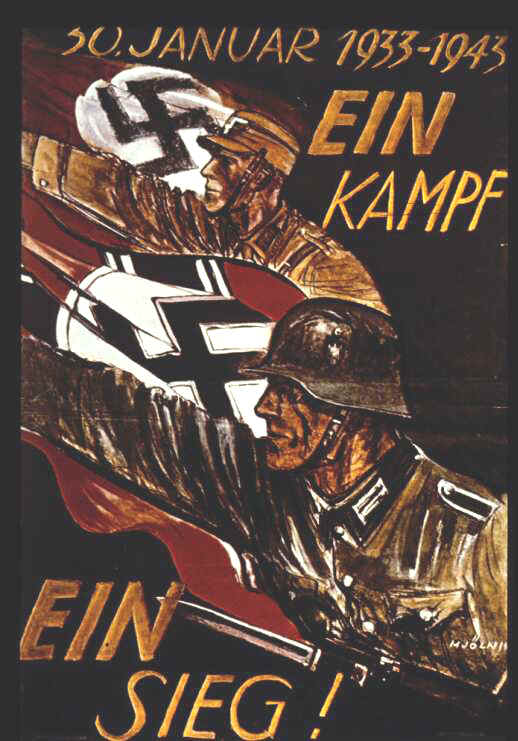 30. JANUAR 1933-1943
EIN
KAMPF
MJÖLNIR
EIN
SIEG!